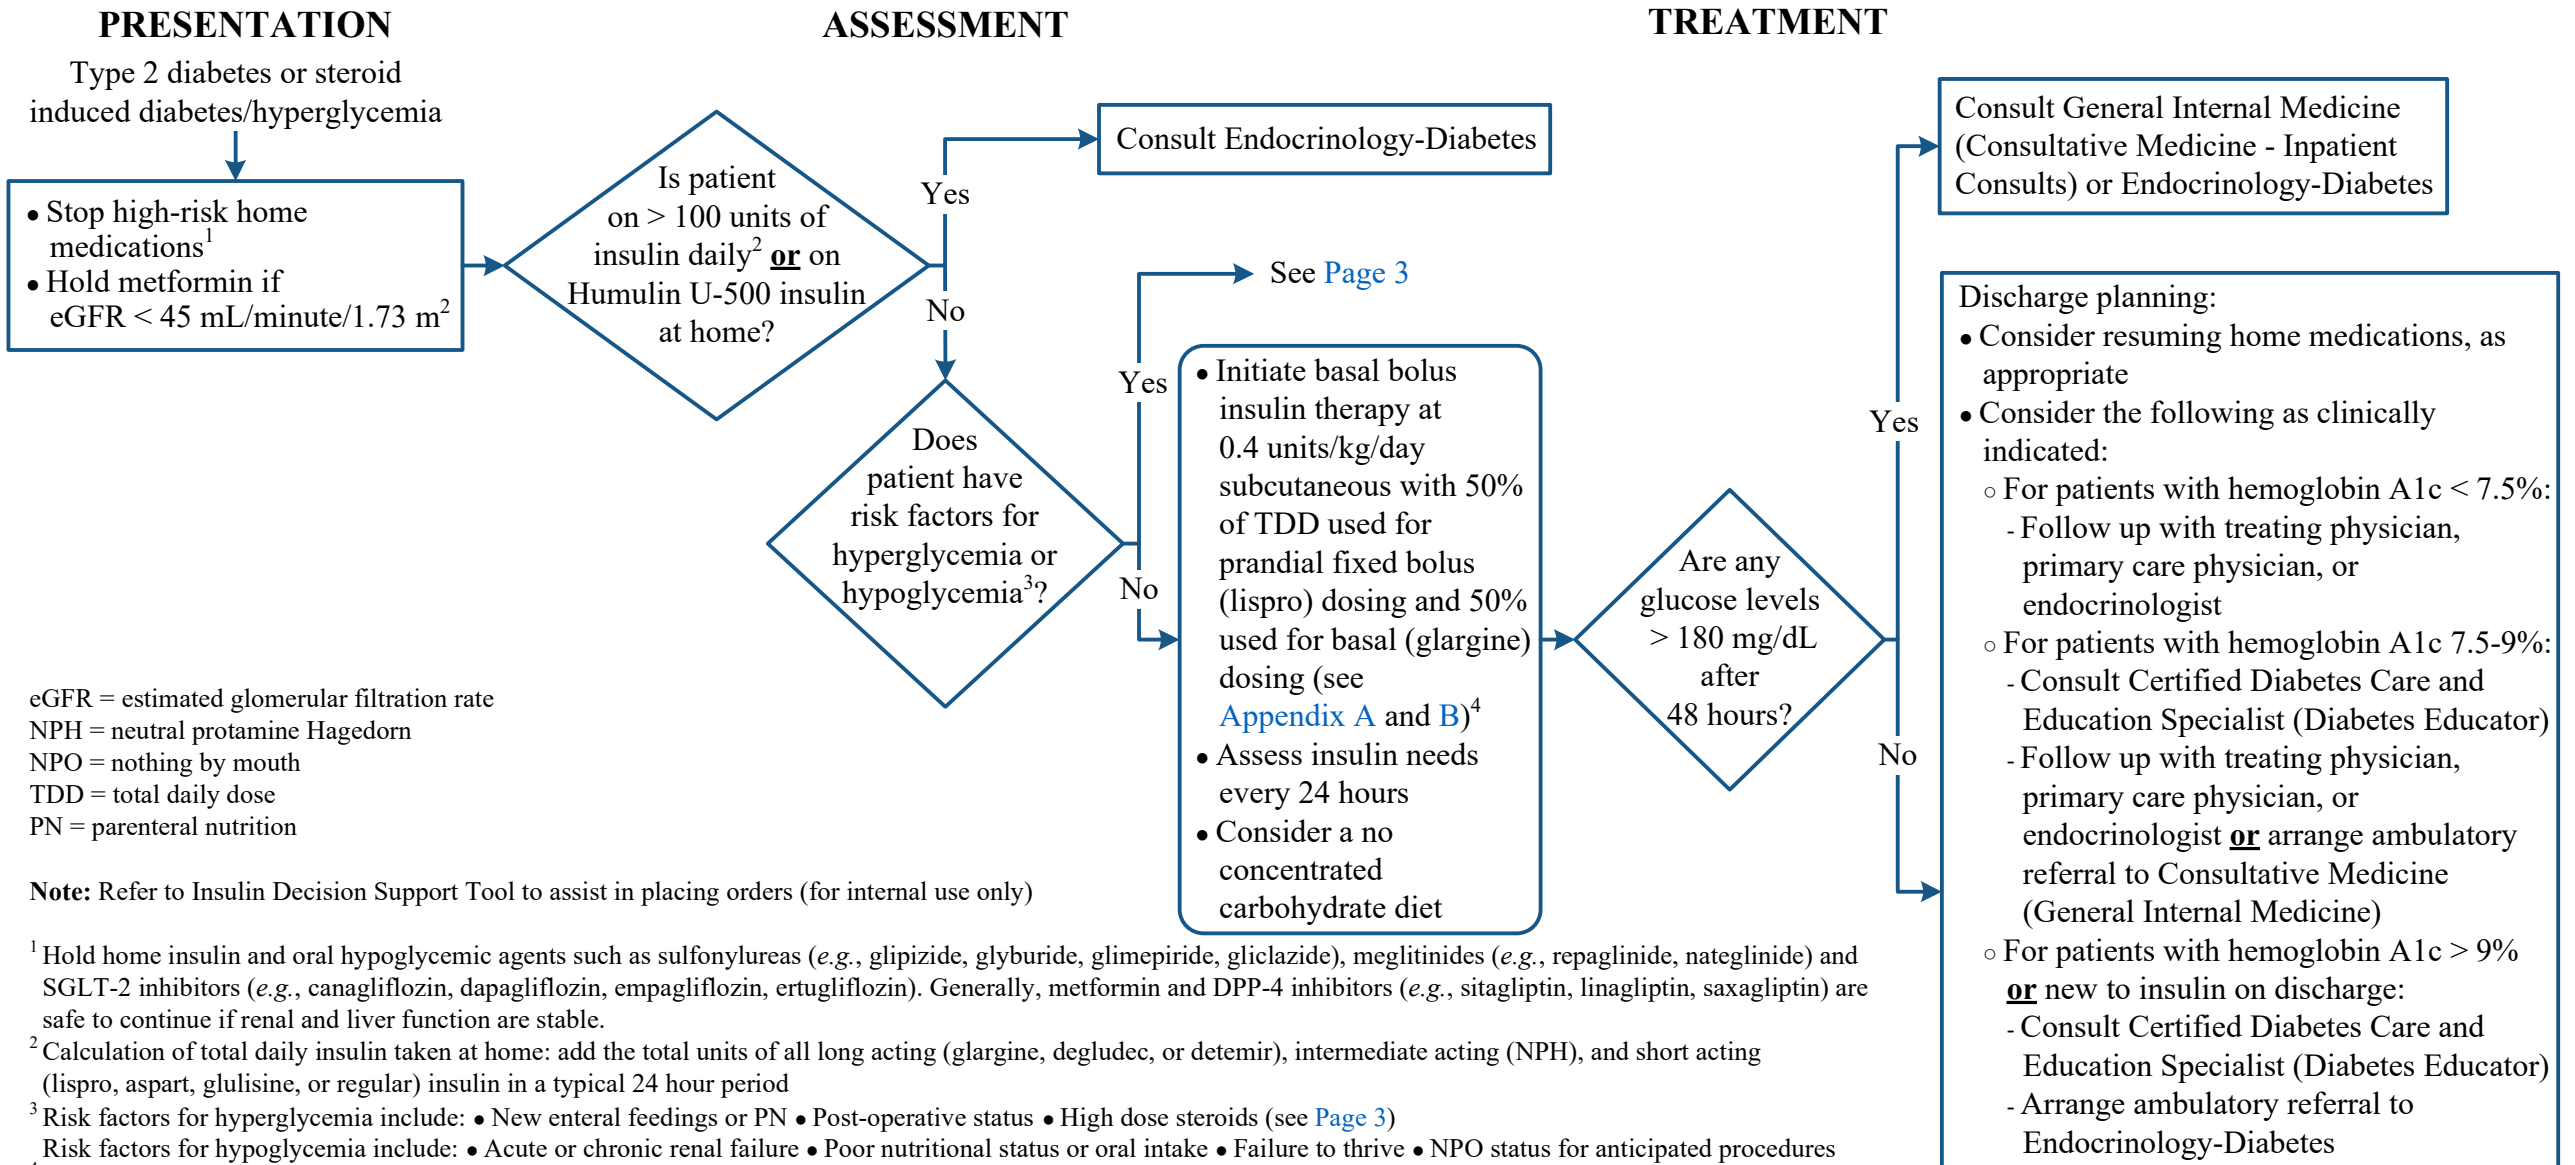 PRESENTATION
ASSESSMENT
TREATMENT
Type 2 diabetes or steroid
induced diabetes/hyperglycemia
• Stop high-risk home
medications1
• Hold metformin if
eGFR < 45 mL/minute/1.73 m2
Is patient
on > 100 units of
insulin daily2 or on
Humulin U-500 insulin
at home?
Yes
No
Consult Endocrinology-Diabetes
Does
patient have
risk factors for
hyperglycemia or
hypoglycemia3?
Yes
No
See Page 3
• Initiate basal bolus
insulin therapy at
0.4 units/kg/day
subcutaneous with 50%
of TDD used for
prandial fixed bolus
(lispro) dosing and 50%
used for basal (glargine)
dosing (see
Appendix A and B)4
• Assess insulin needs
every 24 hours
• Consider a no
concentrated
carbohydrate diet
Are any
glucose levels
> 180 mg/dL
after
48 hours?
Yes
No
Consult General Internal Medicine
(Consultative Medicine - Inpatient
Consults) or Endocrinology-Diabetes
Discharge planning:
• Consider resuming home medications, as
appropriate
• Consider the following as clinically
indicated:
○ For patients with hemoglobin A1c < 7.5%:
- Follow up with treating physician,
primary care physician, or
endocrinologist
○ For patients with hemoglobin A1c 7.5-9%:
- Consult Certified Diabetes Care and
Education Specialist (Diabetes Educator)
- Follow up with treating physician,
primary care physician, or
endocrinologist or arrange ambulatory
referral to Consultative Medicine
(General Internal Medicine)
○ For patients with hemoglobin A1c > 9%
or new to insulin on discharge:
- Consult Certified Diabetes Care and
Education Specialist (Diabetes Educator)
- Arrange ambulatory referral to
Endocrinology-Diabetes
eGFR = estimated glomerular filtration rate
NPH = neutral protamine Hagedorn
NPO = nothing by mouth
TDD = total daily dose
PN = parenteral nutrition
Note: Refer to Insulin Decision Support Tool to assist in placing orders (for internal use only)
1 Hold home insulin and oral hypoglycemic agents such as sulfonylureas (e.g., glipizide, glyburide, glimepiride, gliclazide), meglitinides (e.g., repaglinide, nateglinide) and
SGLT-2 inhibitors (e.g., canagliflozin, dapagliflozin, empagliflozin, ertugliflozin). Generally, metformin and DPP-4 inhibitors (e.g., sitagliptin, linagliptin, saxagliptin) are
safe to continue if renal and liver function are stable.
2 Calculation of total daily insulin taken at home: add the total units of all long acting (glargine, degludec, or detemir), intermediate acting (NPH), and short acting
(lispro, aspart, glulisine, or regular) insulin in a typical 24 hour period
3 Risk factors for hyperglycemia include: • New enteral feedings or PN • Post-operative status • High dose steroids (see Page 3)
Risk factors for hypoglycemia include: • Acute or chronic renal failure • Poor nutritional status or oral intake • Failure to thrive • NPO status for anticipated procedures